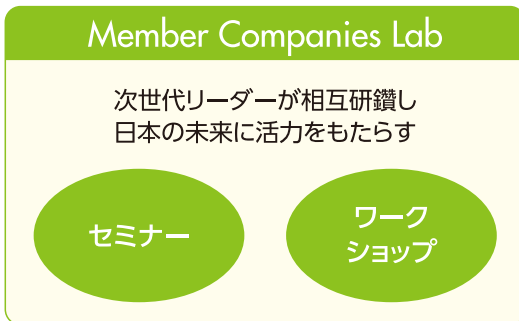 Member Companies Lab
次世代リーダーが相互研鑽し
日本の未来に活力をもたらす
セミナー
ワーク
ショップ